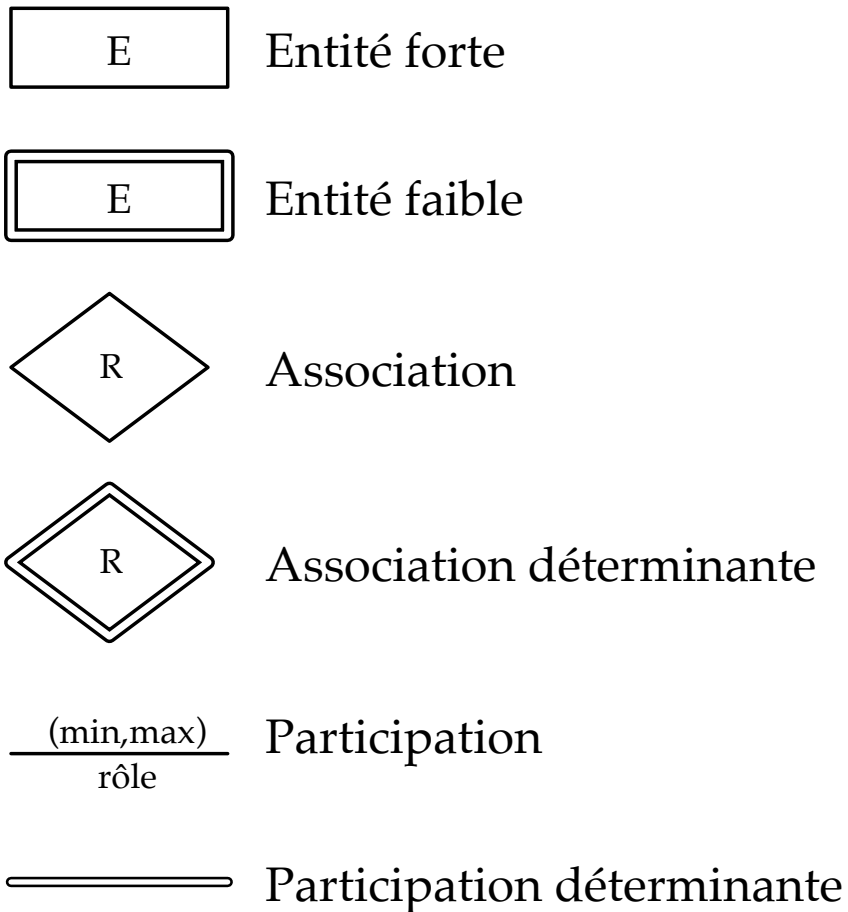 E Entité forte
E Entité faible
R Association
R Association déterminante
(min,max) Participation
rôle
Participation déterminante